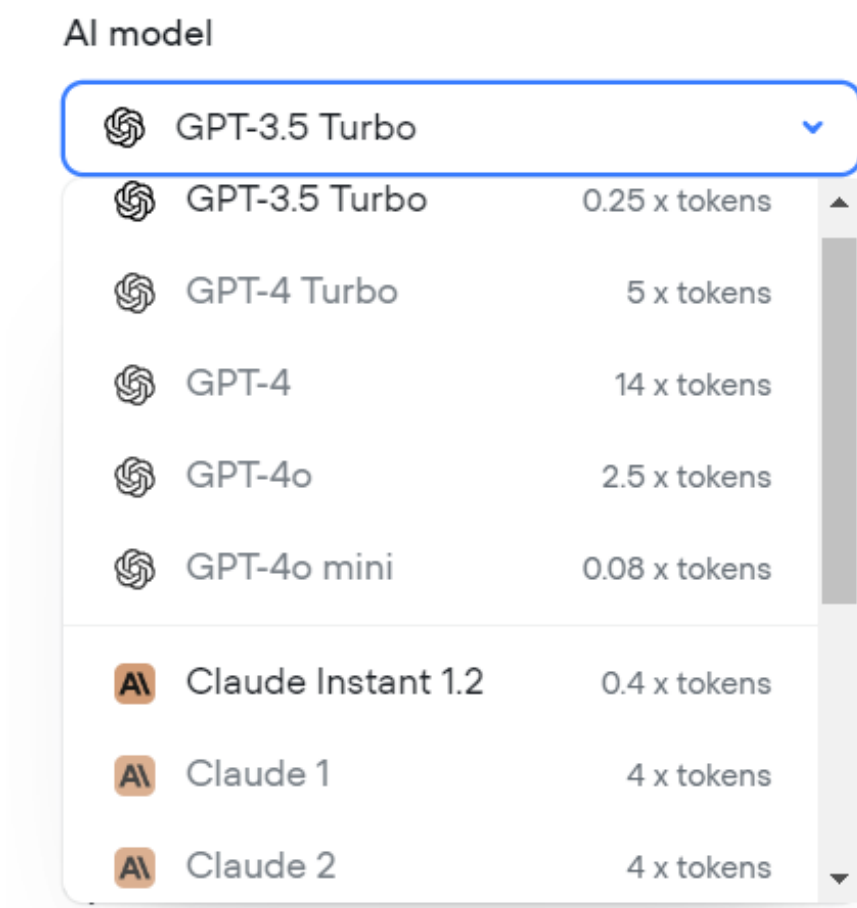 AI model
GPT-3.5 Turbo
GPT-3.5 Turbo 0.25 x tokens
GPT-4 Turbo 5 x tokens
GPT-4 14 x tokens
GPT-4o 2.5 x tokens
GPT-4o mini 0.08 x tokens
A\ Claude Instant 1.2 0.4 x tokens
A\ Claude 1 4 x tokens
A\ Claude 2 4 x tokens